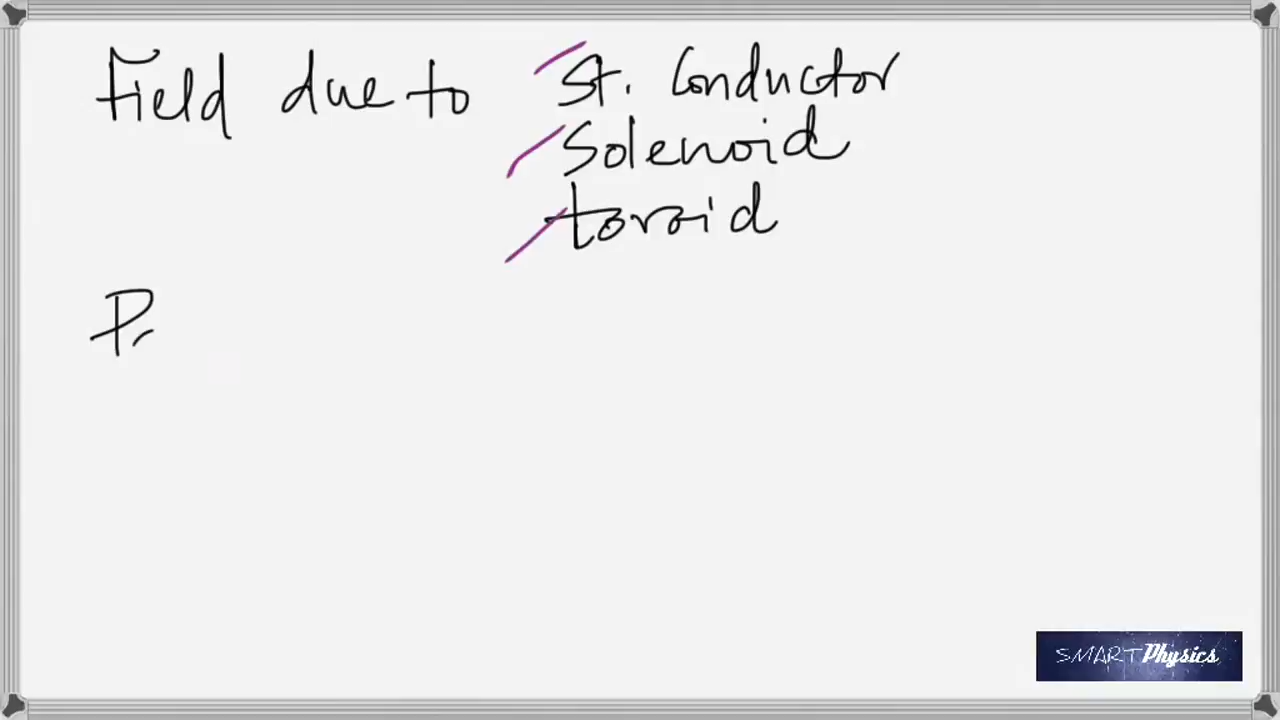 Field due to St. Conductor
Solenoid
toroid
P
SMART Physics